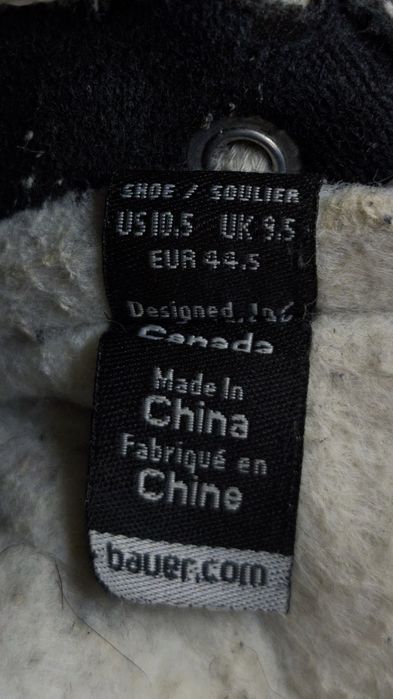 SHOE / SOULIER
US 10.5 UK 9.5
EUR 44.5
Designed
Canada
Made In
China
Fabriqué en
Chine
bauer.com